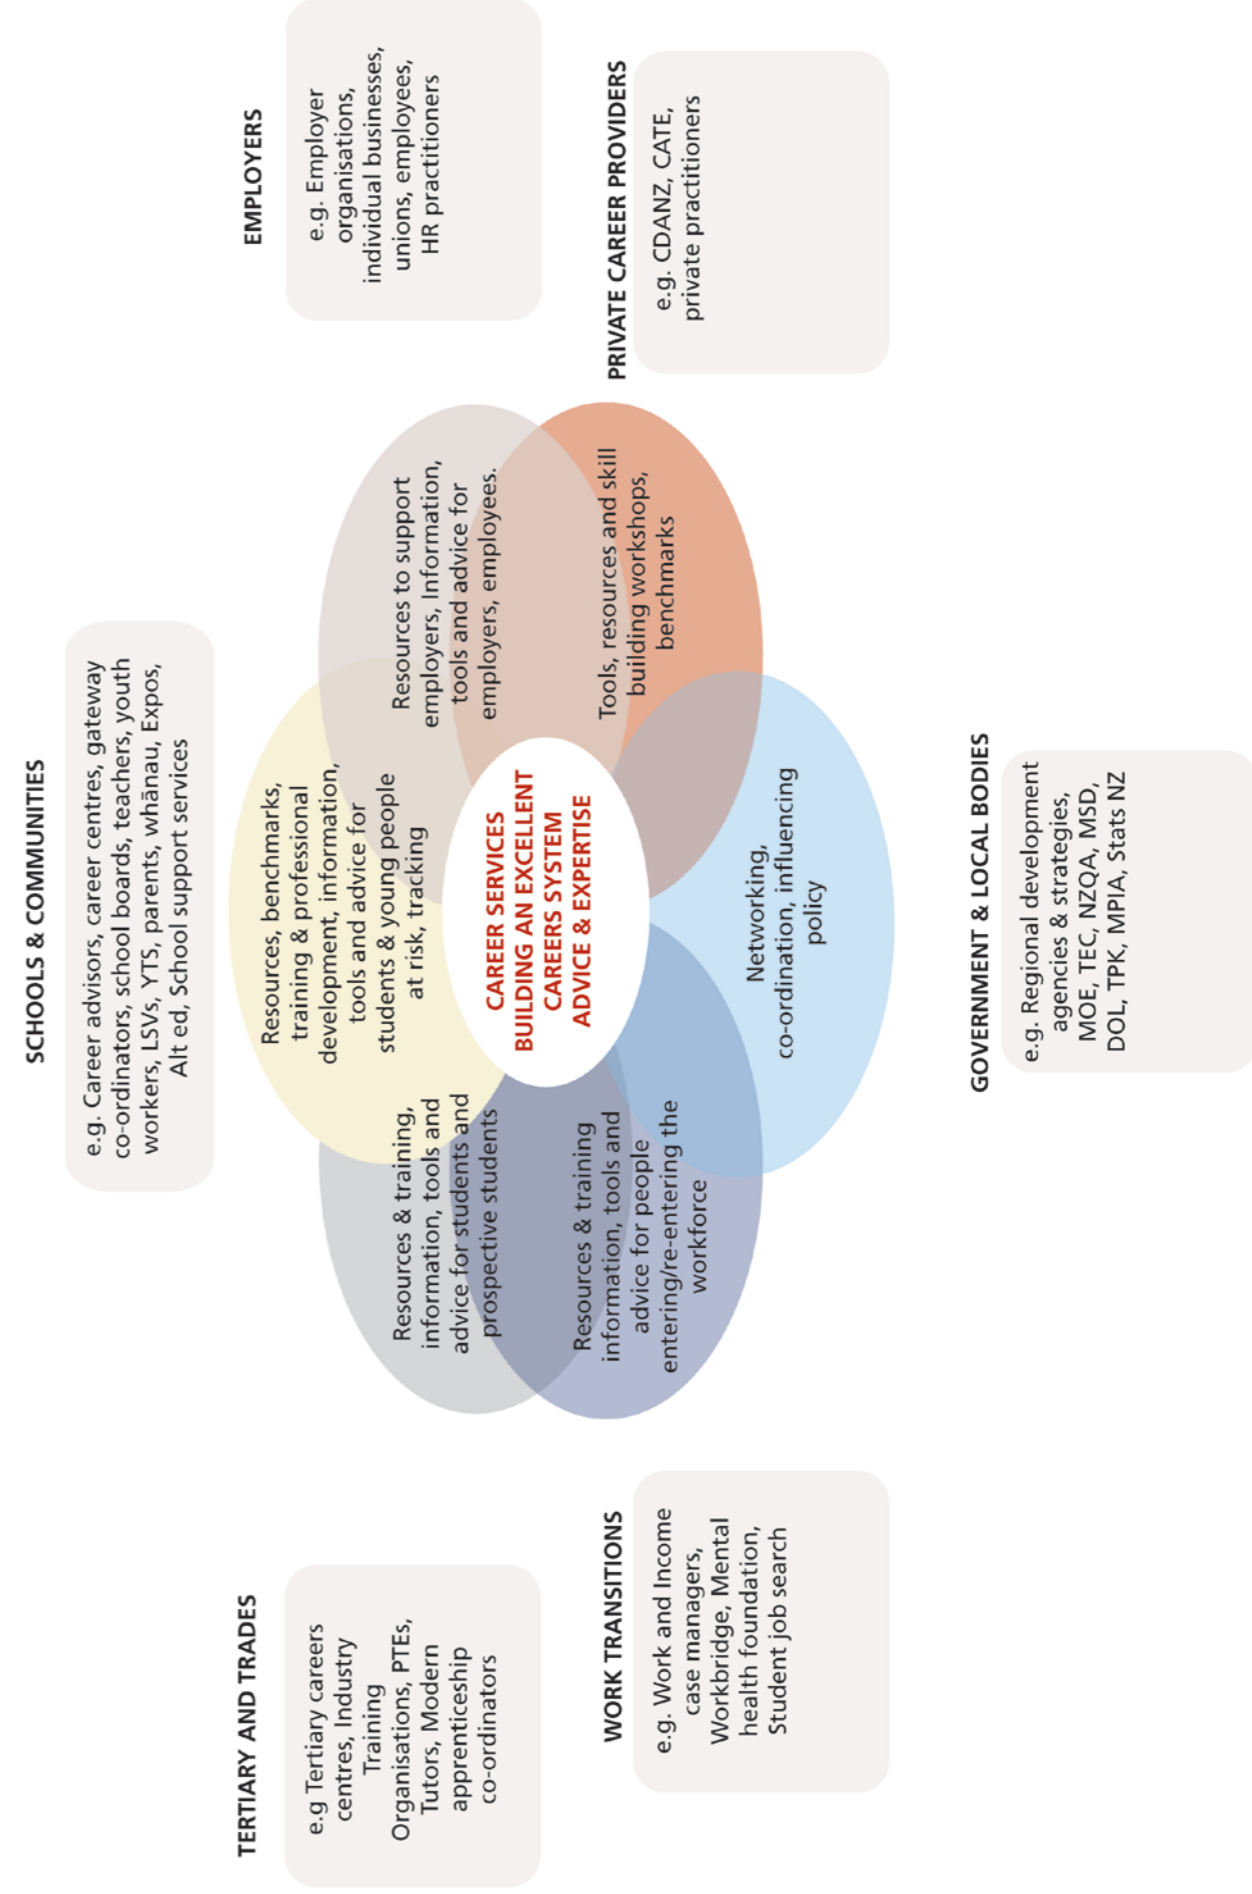 SCHOOLS & COMMUNITIES
e.g. Career advisors, career centres, gateway
co-ordinators, school boards, teachers, youth
workers, LSVs, YTS, parents, whānau, Expos,
Alt ed, School support services
TERTIARY AND TRADES
e.g Tertiary careers
centres, Industry
Training
Organisations, PTEs,
Tutors, Modern
apprenticeship
co-ordinators
EMPLOYERS
e.g. Employer
organisations,
individual businesses,
unions, employees,
HR practitioners
Resources, benchmarks,
training & professional
development, information,
tools and advice for
students & young people
at risk, tracking
Resources & training,
information, tools and
advice for students and
prospective students
Resources to support
employers, Information,
tools and advice for
employers, employees.
CAREER SERVICES
BUILDING AN EXCELLENT
CAREERS SYSTEM
ADVICE & EXPERTISE
Resources & training
information, tools and
advice for people
entering/re-entering the
workforce
Tools, resources and skill
building workshops,
benchmarks
Networking,
co-ordination, influencing
policy
WORK TRANSITIONS
e.g. Work and Income
case managers,
Workbridge, Mental
health foundation,
Student job search
PRIVATE CAREER PROVIDERS
e.g. CDANZ, CATE,
private practitioners
GOVERNMENT & LOCAL BODIES
e.g. Regional development
agencies & strategies,
MOE, TEC, NZQA, MSD,
DOL, TPK, MPIA, Stats NZ